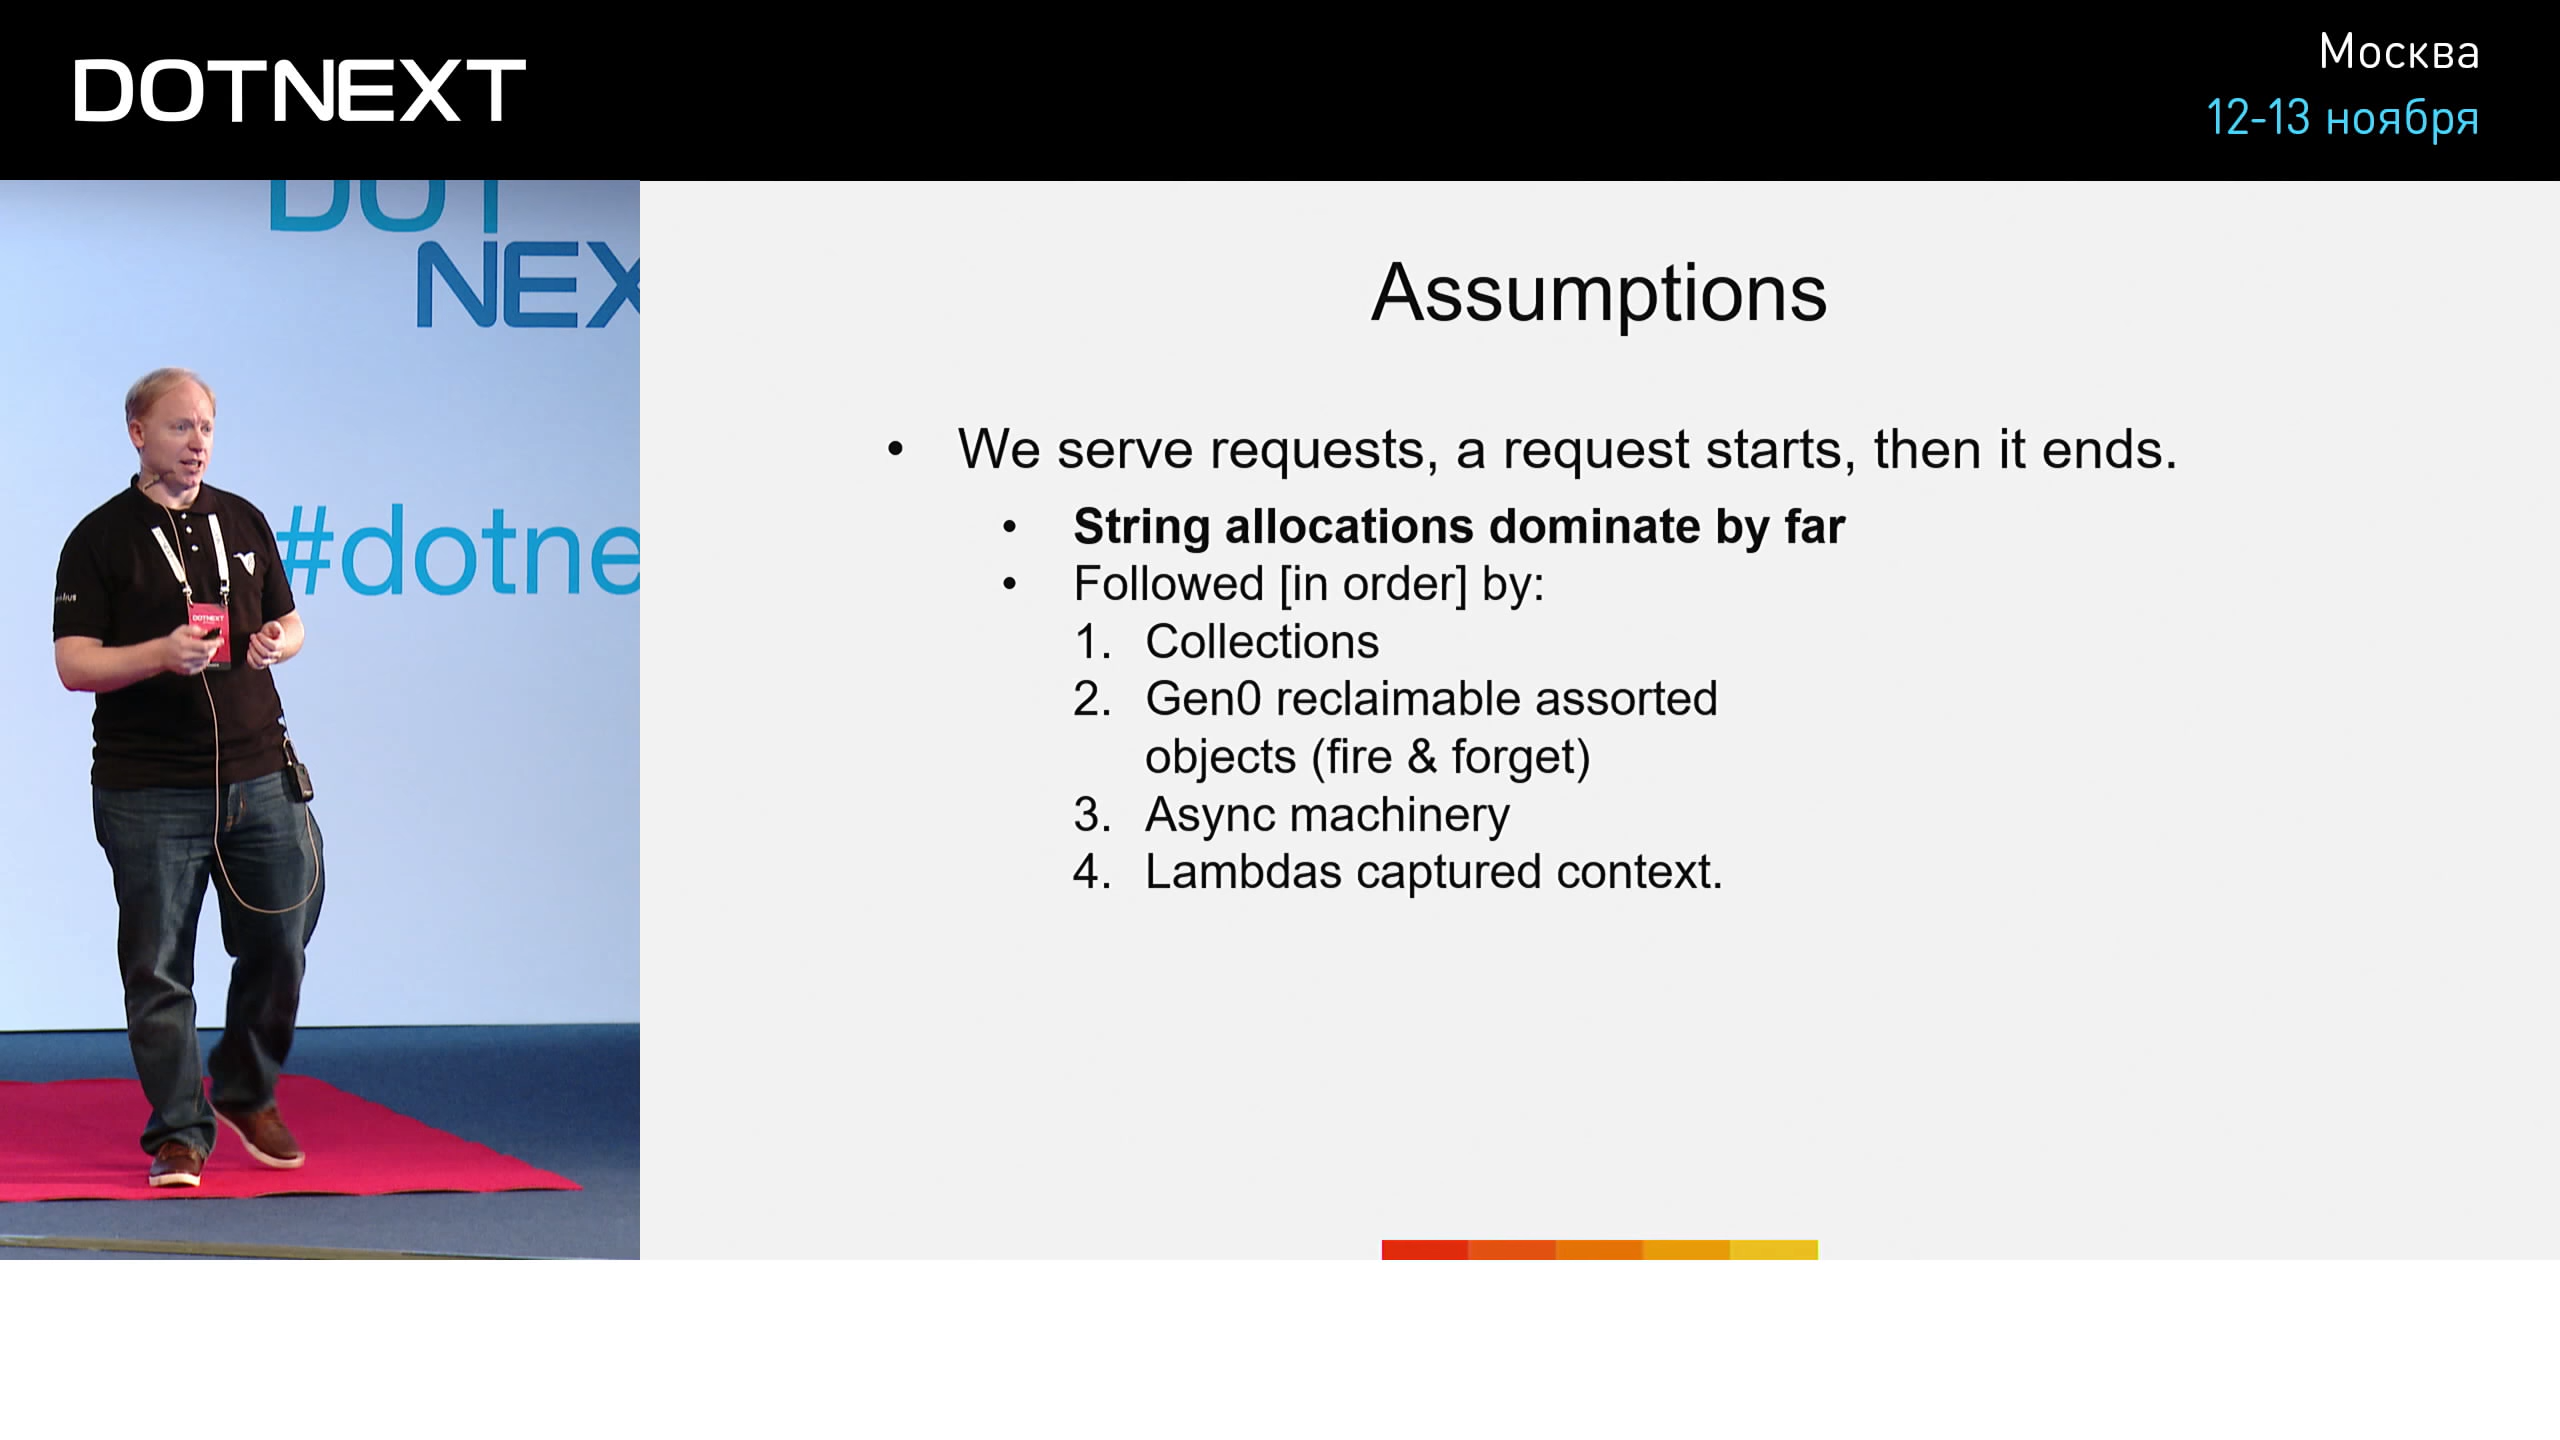 DOTNEXT
Москва
12-13 ноября
DOT
NEX
#dotne
DOTNEXT
Assumptions
• We serve requests, a request starts, then it ends.
• String allocations dominate by far
• Followed [in order] by:
1. Collections
2. Gen0 reclaimable assorted
objects (fire & forget)
3. Async machinery
4. Lambdas captured context.